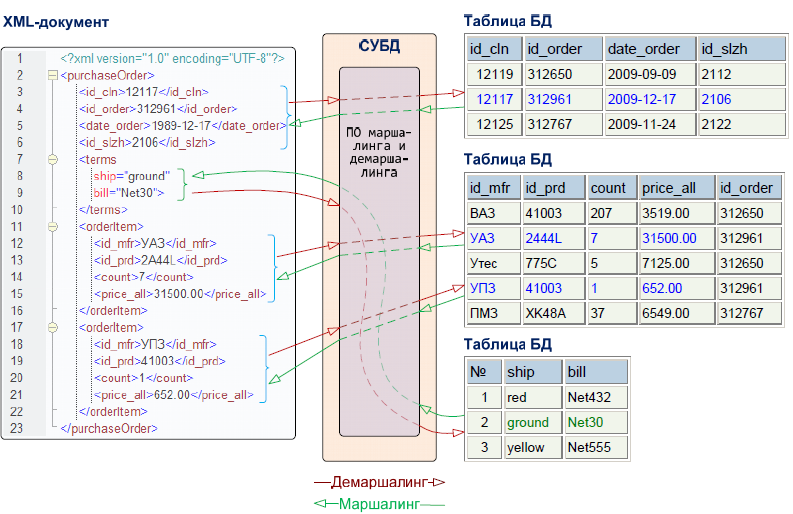 XML-документ
1 <?xml version="1.0" encoding="UTF-8"?>
2 <purchaseOrder>
3 <id_cln>12117</id_cln>
4 <id_order>312961</id_order>
5 <date_order>1989-12-17</date_order>
6 <id_slzh>2106</id_slzh>
7 <terms
8 ship="ground"
9 bill="Net30">
10 </terms>
11 <orderItem>
12 <id_mfr>УАЗ</id_mfr>
13 <id_prd>2A44L</id_prd>
14 <count>7</count>
15 <price_all>31500.00</price_all>
16 </orderItem>
17 <orderItem>
18 <id_mfr>УПЗ</id_mfr>
19 <id_prd>41003</id_prd>
20 <count>1</count>
21 <price_all>652.00</price_all>
22 </orderItem>
23 </purchaseOrder>
СУБД
ПО марша-
линга и
демарша-
линга
Таблица БД
id_cln id_order date_order id_slzh
12119 312650 2009-09-09 2112
12117 312961 2009-12-17 2106
12125 312767 2009-11-24 2122
Таблица БД
id_mfr id_prd count price_all id_order
ВАЗ 41003 207 3519.00 312650
УАЗ 2444L 7 31500.00 312961
Утес 775C 5 7125.00 312650
УПЗ 41003 1 652.00 312961
ПМЗ XK48A 37 6549.00 312767
Таблица БД
№ ship bill
1 red Net432
2 ground Net30
3 yellow Net555
Демаршалинг
Маршалинг